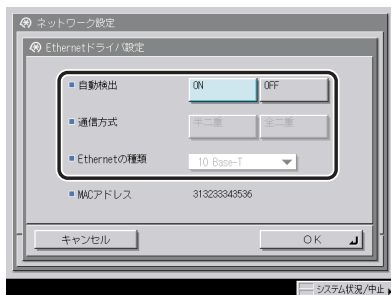 ネットワーク設定
Ethernetドライバ設定
■ 自動検出 ON OFF
■ 通信方式 半二重 全二重
■ Ethernetの種類 10 Base-T ▼
■ MACアドレス 313233343536
キャンセル OK
システム状況/中止